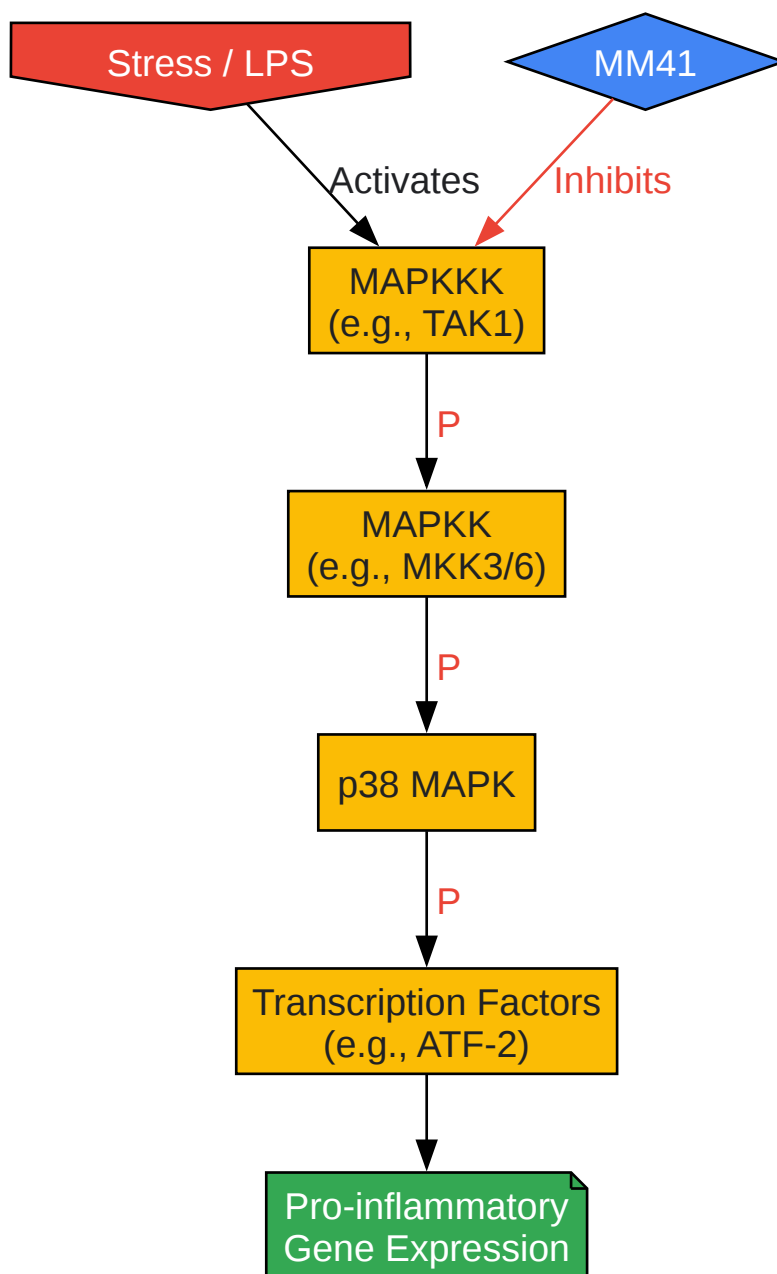 Stress / LPS
MM41
Activates
Inhibits
MAPKKK
(e.g., TAK1)
P
MAPKK
(e.g., MKK3/6)
P
p38 MAPK
P
Transcription Factors
(e.g., ATF-2)
Pro-inflammatory
Gene Expression